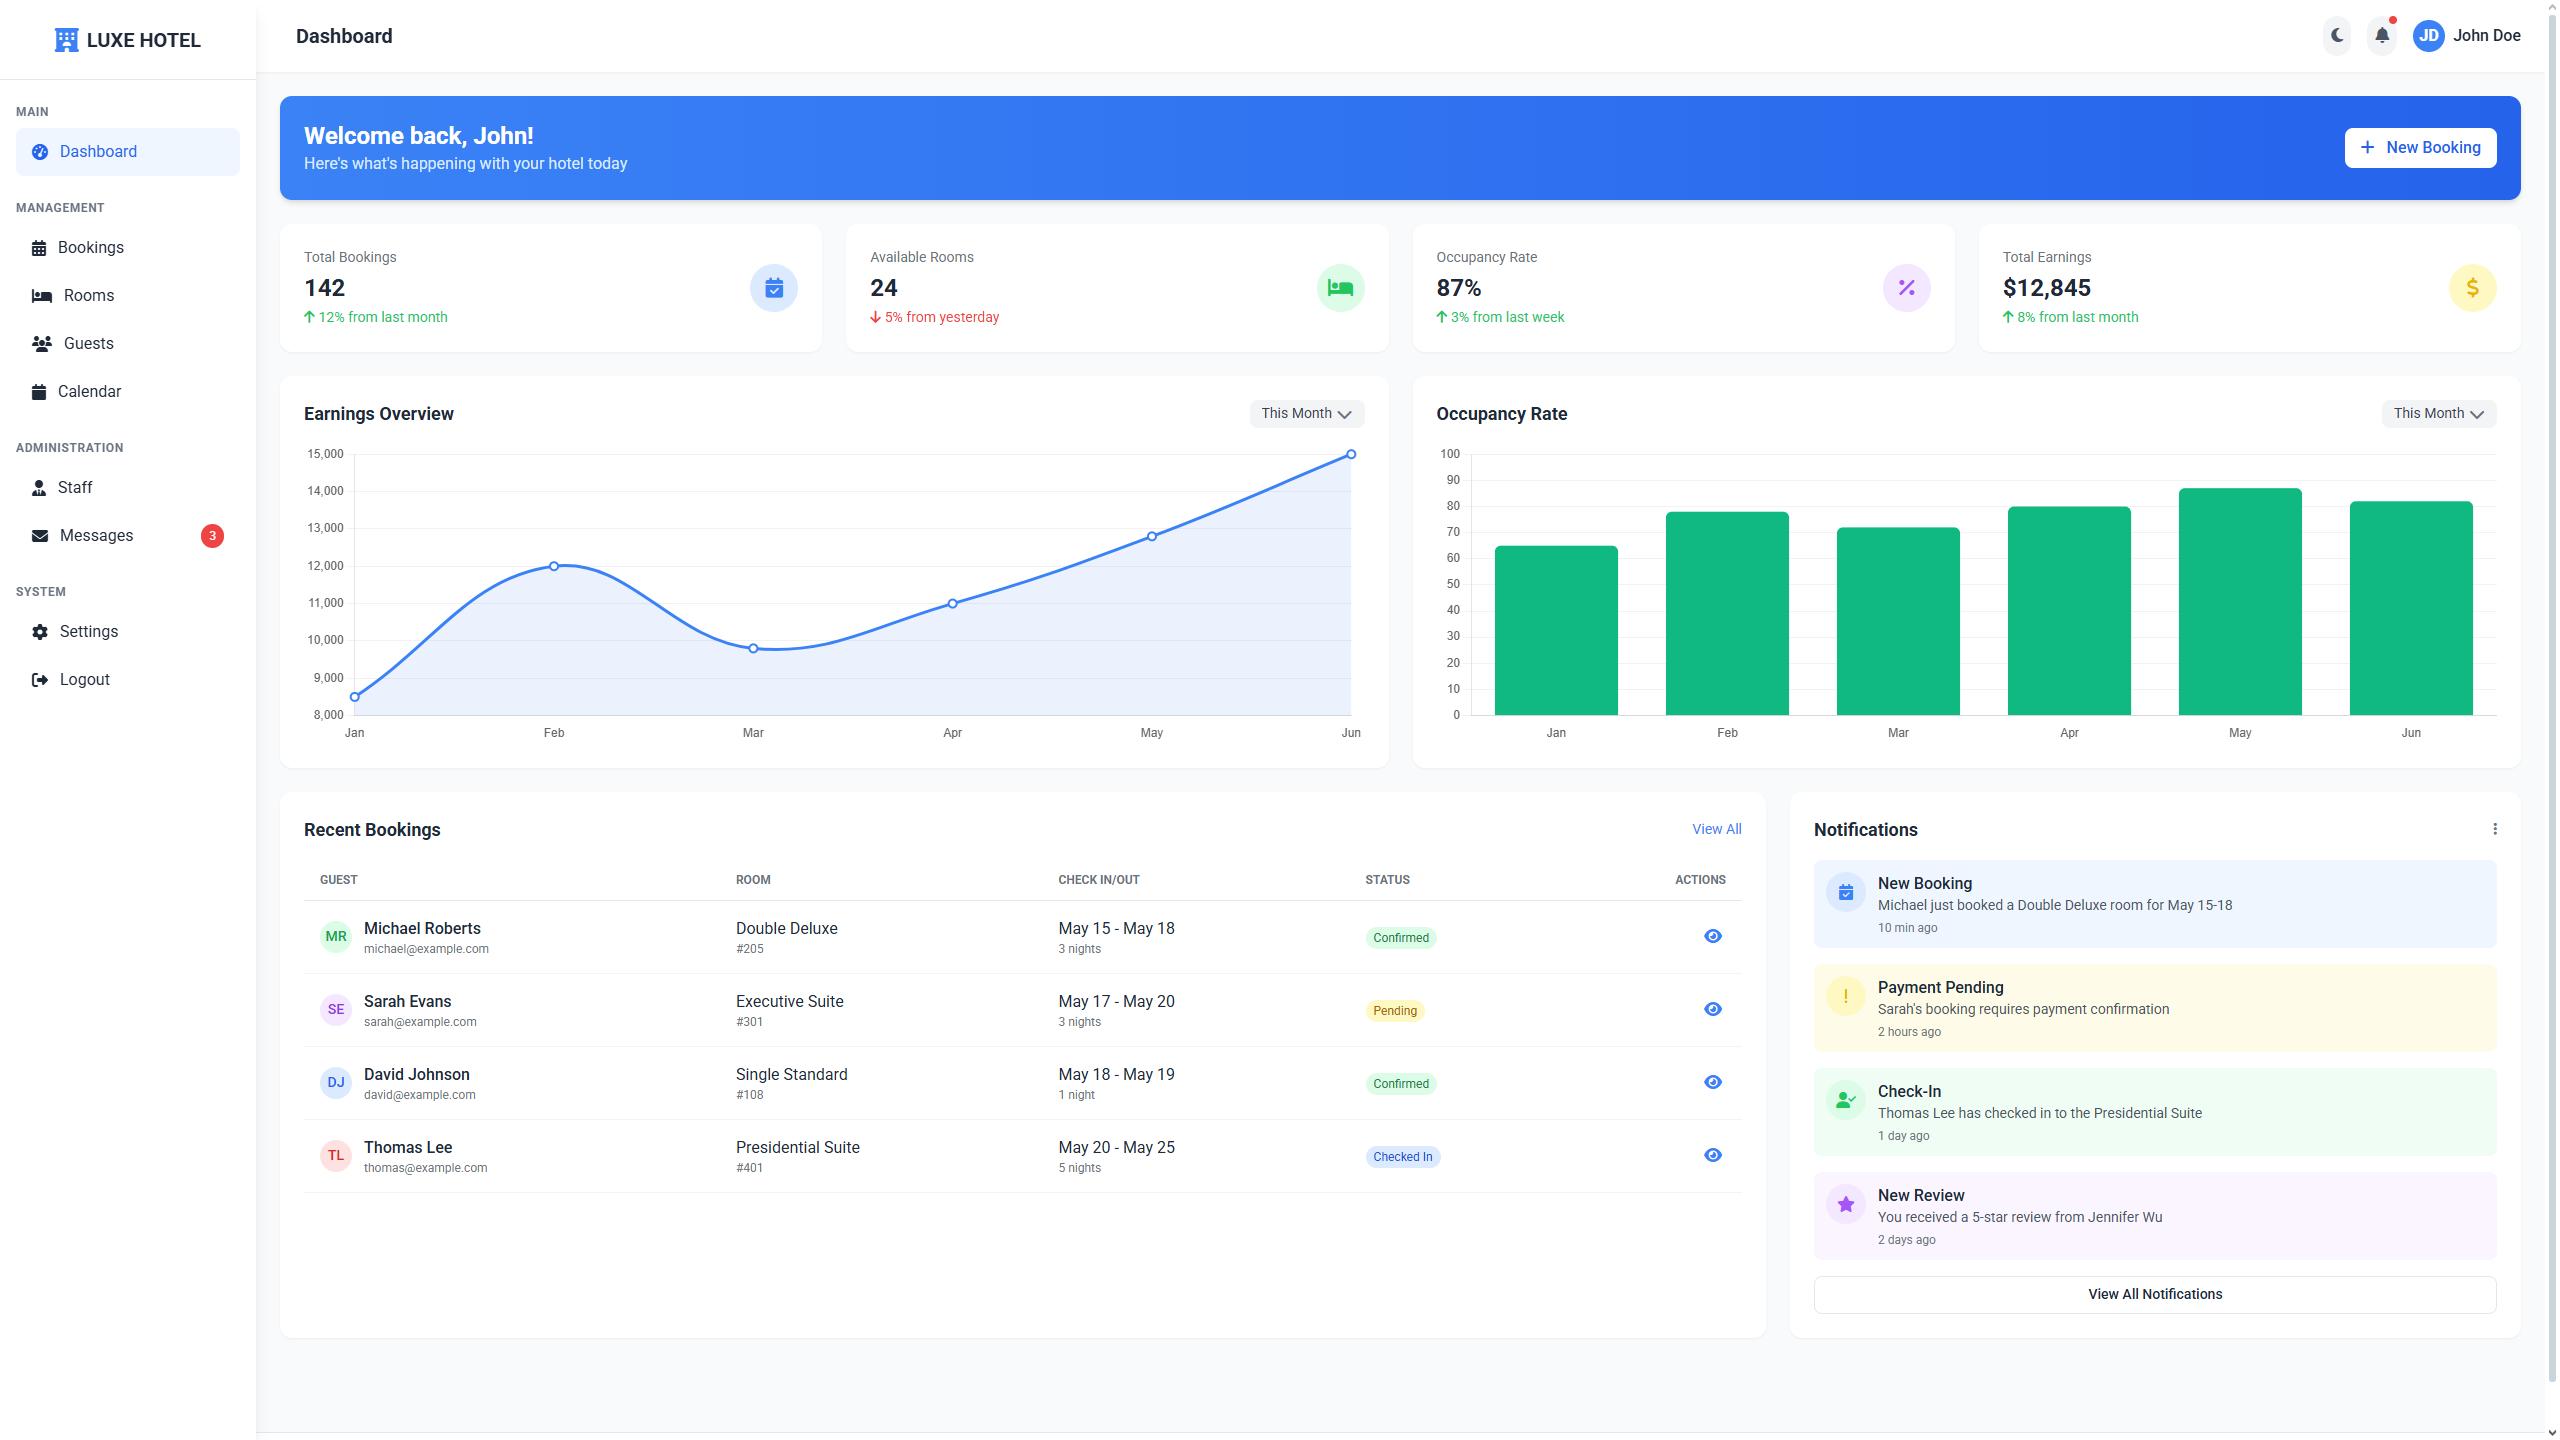 LUXE HOTEL
MAIN
Dashboard
MANAGEMENT
Bookings
Rooms
Guests
Calendar
ADMINISTRATION
Staff
Messages 3
SYSTEM
Settings
Logout
Dashboard
JD John Doe
Welcome back, John!
Here's what's happening with your hotel today
New Booking
Total Bookings
142
12% from last month
Available Rooms
24
5% from yesterday
Occupancy Rate
87%
3% from last week
Total Earnings
$12,845
8% from last month
Earnings Overview
This Month
15,000
14,000
13,000
12,000
11,000
10,000
9,000
8,000
Jan Feb Mar Apr May Jun
Occupancy Rate
This Month
100
90
80
70
60
50
40
30
20
10
0
Jan Feb Mar Apr May Jun
Recent Bookings
View All
GUEST ROOM CHECK IN/OUT STATUS ACTIONS
MR Michael Roberts Double Deluxe May 15 - May 18 Confirmed
michael@example.com #205 3 nights
SE Sarah Evans Executive Suite May 17 - May 20 Pending
sarah@example.com #301 3 nights
DJ David Johnson Single Standard May 18 - May 19 Confirmed
david@example.com #108 1 night
TL Thomas Lee Presidential Suite May 20 - May 25 Checked In
thomas@example.com #401 5 nights
Notifications
New Booking
Michael just booked a Double Deluxe room for May 15-18
10 min ago
Payment Pending
Sarah's booking requires payment confirmation
2 hours ago
Check-In
Thomas Lee has checked in to the Presidential Suite
1 day ago
New Review
You received a 5-star review from Jennifer Wu
2 days ago
View All Notifications